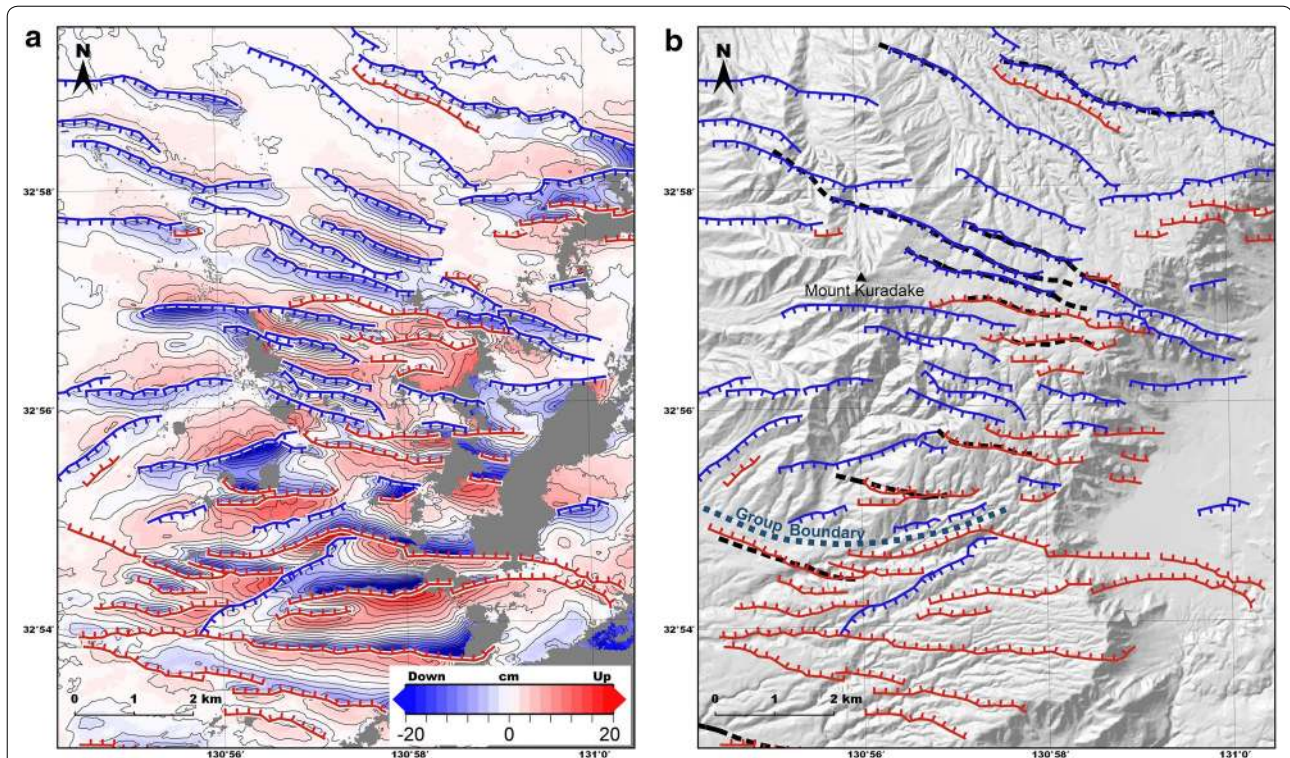 a
N
32°58′
32°56′
32°54′
0 1 2 km
Down cm Up
-20 0 20
130°56′ 130°58′ 131°0′
b
N
32°58′
Mount Kuradake
32°56′
Group Boundary
32°54′
0 1 2 km
130°56′ 130°58′ 131°0′